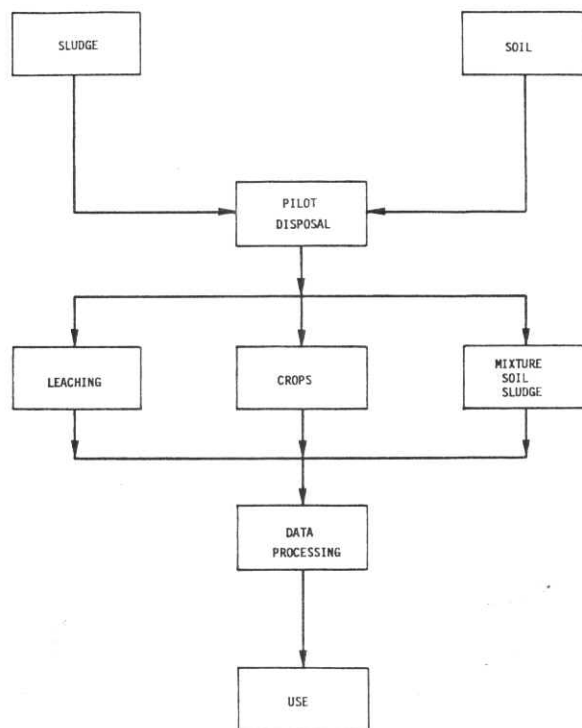 SLUDGE
SOIL
PILOT
DISPOSAL
LEACHING
CROPS
MIXTURE
SOIL
SLUDGE
DATA
PROCESSING
USE